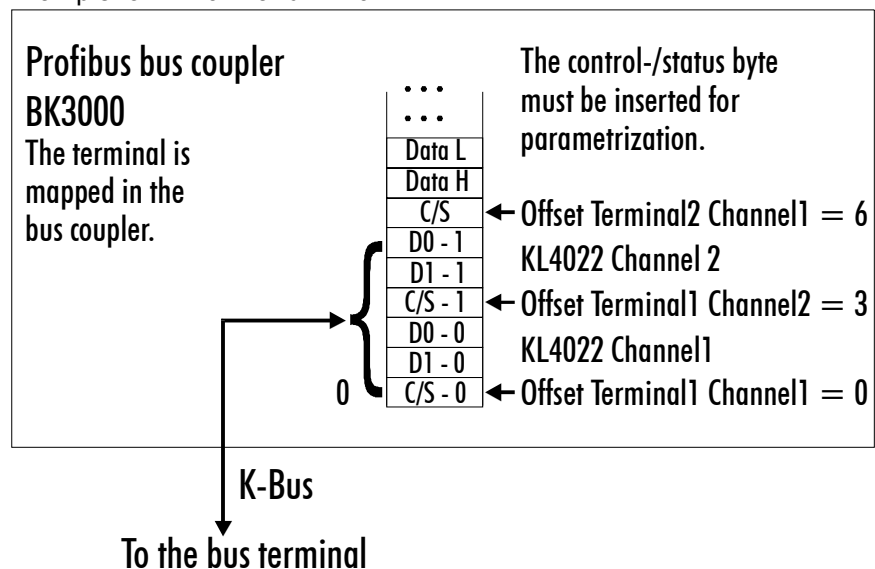 Profibus bus coupler
BK3000
The terminal is
mapped in the
bus coupler.
The control-/status byte
must be inserted for
parametrization.
Data L
Data H
C/S
D0 - 1
D1 - 1
C/S - 1
D0 - 0
D1 - 0
C/S - 0
0
Offset Terminal2 Channel1 = 6
KL4022 Channel 2
Offset Terminal1 Channel2 = 3
KL4022 Channel1
Offset Terminal1 Channel1 = 0
K-Bus
To the bus terminal